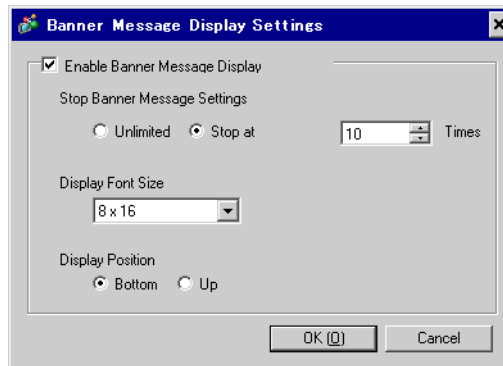 Banner Message Display Settings
Enable Banner Message Display
Stop Banner Message Settings
Unlimited Stop at 10 Times
Display Font Size
8 x 16
Display Position
Bottom Up
OK (O) Cancel